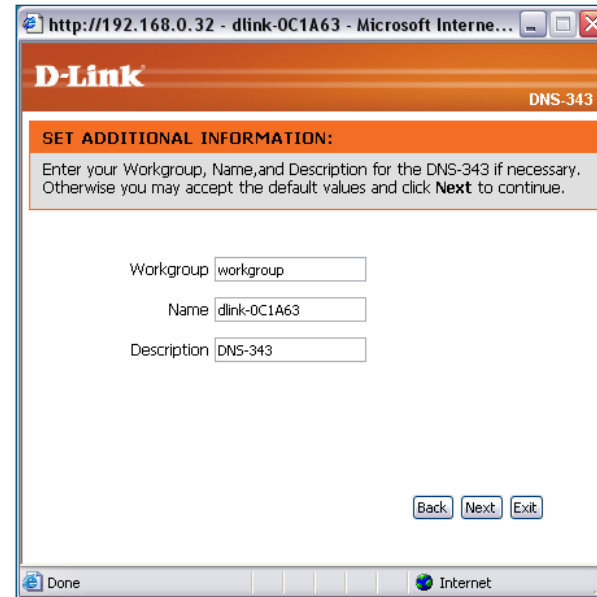 http://192.168.0.32 - dlink-0C1A63 - Microsoft Interne...
D-Link
DNS-343
SET ADDITIONAL INFORMATION:
Enter your Workgroup, Name,and Description for the DNS-343 if necessary.
Otherwise you may accept the default values and click Next to continue.
Workgroup workgroup
Name dlink-0C1A63
Description DNS-343
Back Next Exit
Done Internet